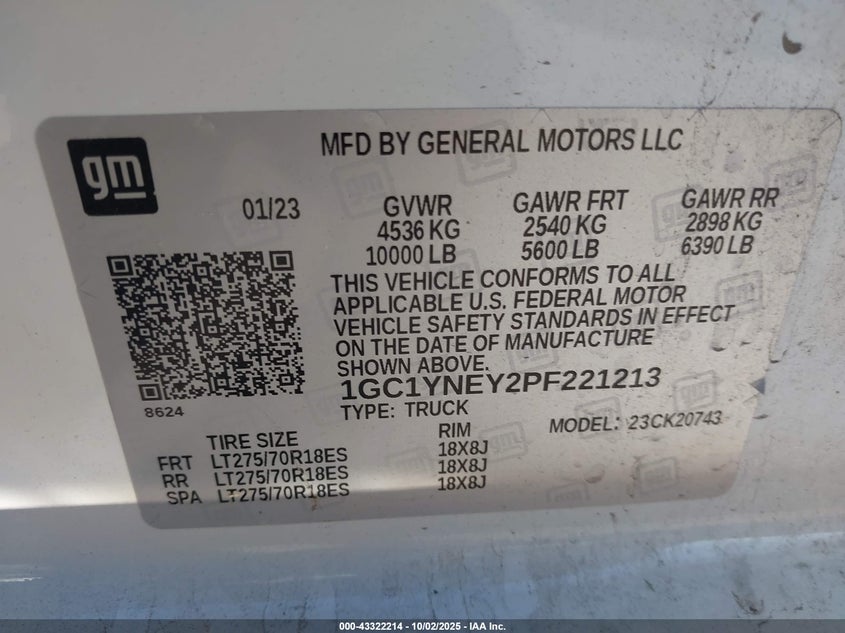 gm
MFD BY GENERAL MOTORS LLC
01/23
GVWR GAWR FRT GAWR RR
4536 KG 2540 KG 2898 KG
10000 LB 5600 LB 6390 LB
THIS VEHICLE CONFORMS TO ALL
APPLICABLE U.S. FEDERAL MOTOR
VEHICLE SAFETY STANDARDS IN EFFECT
ON THE DATE OF MANUFACTURE
SHOWN ABOVE.
1GC1YNEY2PF221213
8624
TYPE: TRUCK
MODEL: 23CK20743
TIRE SIZE RIM
FRT LT275/70R18ES 18X8J
RR LT275/70R18ES 18X8J
SPA LT275/70R18ES 18X8J
000-43322214 - 10/02/2025 - IAA Inc.